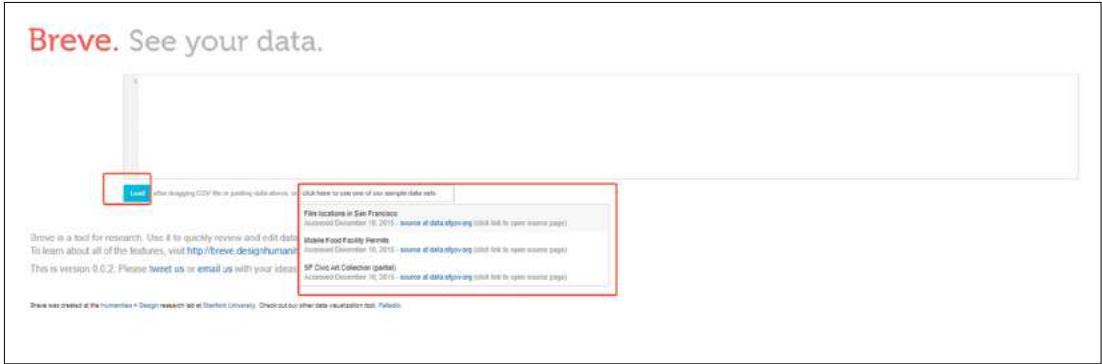 Breve. See your data.
1
Load after dragging CSV file or pasting data above, or click here to use one of our sample data sets
Film locations in San Francisco
Accessed December 16, 2015 - source at data.sfgov.org (click link to open source page)
Mobile Food Facility Permits
Accessed December 16, 2015 - source at data.sfgov.org (click link to open source page)
SF Civic Art Collection (partial)
Accessed December 16, 2015 - source at data.sfgov.org (click link to open source page)
Breve is a tool for research. Use it to quickly review and edit data
To learn about all of the features, visit http://breve.designhumanit
This is version 0.0.2. Please tweet us or email us with your ideas
Breve was created at the Humanities + Design research lab at Stanford University. Check out our other data visualization tool, Palladio.